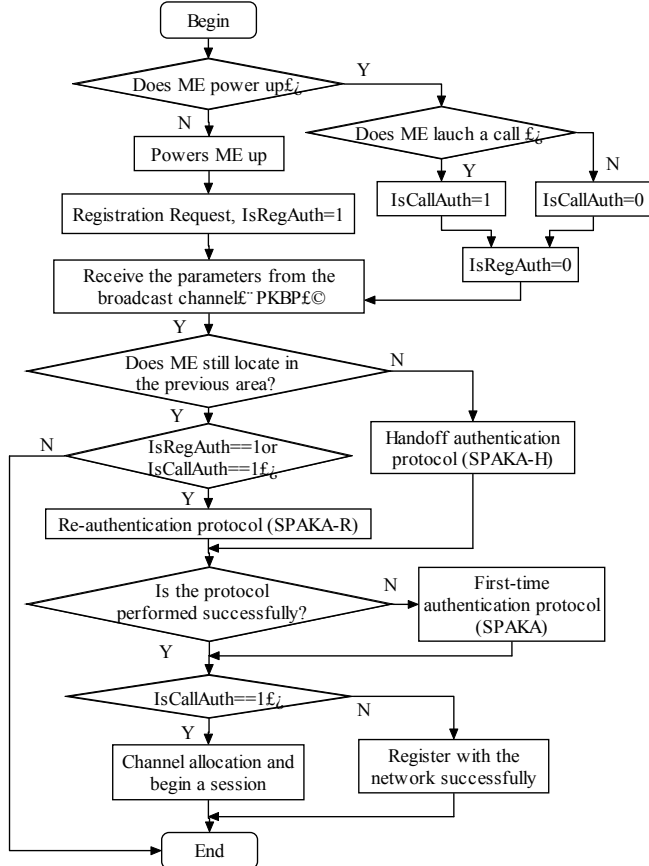 Begin
Does ME power up£¿
Y
N
Does ME lauch a call £¿
Powers ME up
Y
N
IsCallAuth=1
IsCallAuth=0
Registration Request, IsRegAuth=1
IsRegAuth=0
Receive the parameters from the
broadcast channel£¨PKBP£©
Y
N
Does ME still locate in
the previous area?
Y
N
IsRegAuth==1or
IsCallAuth==1£¿
Handoff authentication
protocol (SPAKA-H)
Y
Re-authentication protocol (SPAKA-R)
Is the protocol
performed successfully?
N
First-time
authentication protocol
(SPAKA)
Y
IsCallAuth==1£¿
N
Y
Channel allocation and
begin a session
Register with the
network successfully
End